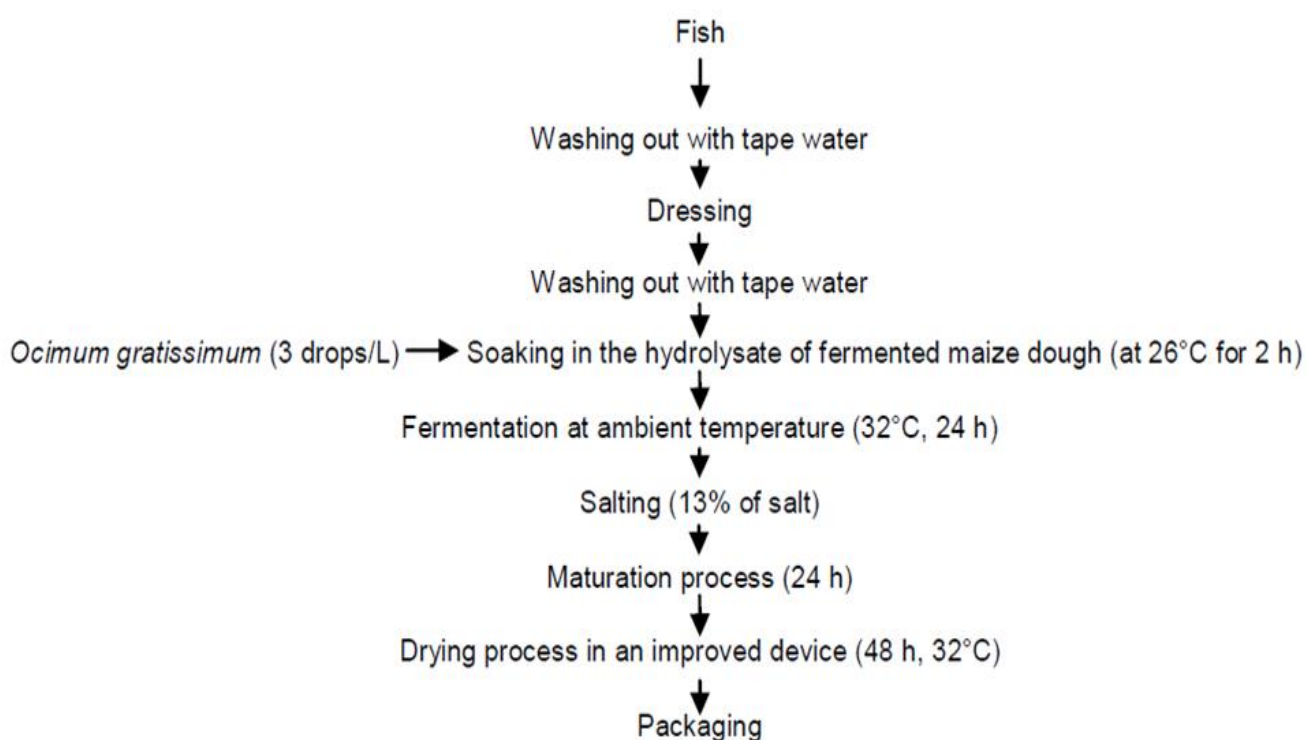 Fish
Washing out with tape water
Dressing
Washing out with tape water
Ocimum gratissimum (3 drops/L) Soaking in the hydrolysate of fermented maize dough (at 26°C for 2 h)
Fermentation at ambient temperature (32°C, 24 h)
Salting (13% of salt)
Maturation process (24 h)
Drying process in an improved device (48 h, 32°C)
Packaging